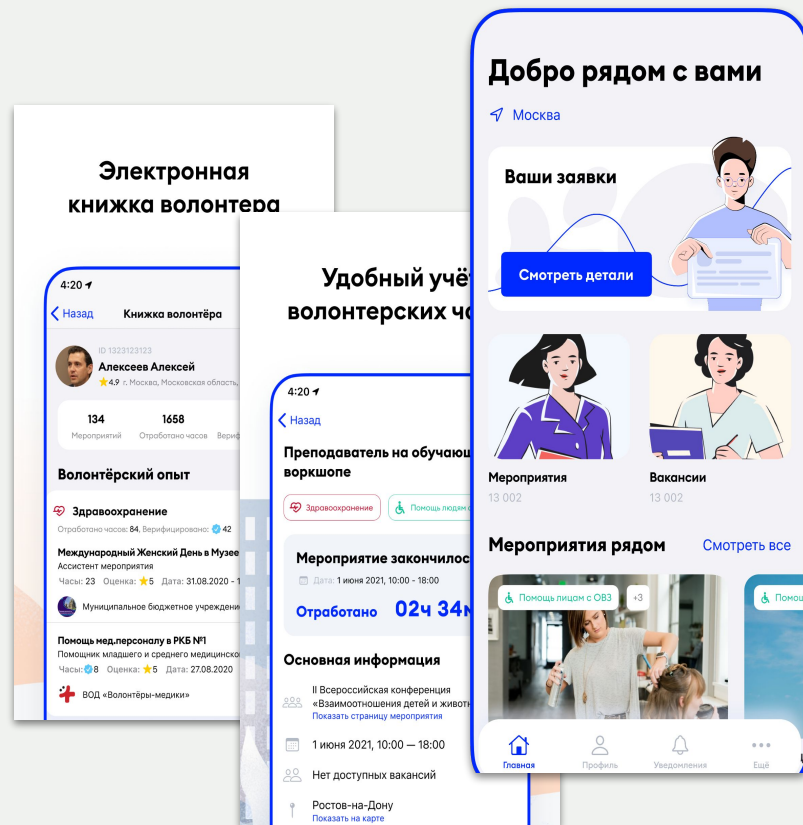 Электронная
книжка волонтера
4:20
Назад
Книжка волонтёра
ID 1323123123
Алексеев Алексей
4.9 г. Москва, Московская область,
134
1658
Мероприятий
Отработано часов
Вериф
Волонтёрский опыт
Здравоохранение
Отработано часов: 84, Верифицировано: 42
Международный Женский День в Музее
Ассистент мероприятия
Часы: 23 Оценка: 5 Дата: 31.08.2020 - 1
Муниципальное бюджетное учреждени
Помощь мед.персоналу в РКБ №1
Помощник младшего и среднего медицинско
Часы: 8 Оценка: 5 Дата: 27.08.2020
ВОД «Волонтёры-медики»
Удобный учё
волонтерских ча
4:20
Назад
Преподаватель на обучаю
воркшопе
Здравоохранение
Помощь людям
Мероприятие закончилос
Дата: 1 июня 2021, 10:00 - 18:00
Отработано 02ч 34м
Основная информация
II Всероссийская конференция
«Взаимоотношения детей и животн
Показать страницу мероприятия
1 июня 2021, 10:00 — 18:00
Нет доступных вакансий
Ростов-на-Дону
Показать на карте
Добро рядом с вами
Москва
Ваши заявки
Смотреть детали
Мероприятия
13 002
Вакансии
13 002
Мероприятия рядом
Смотреть все
Помощь лицам с ОВЗ
+3
Помощ
Главная
Профиль
Уведомления
Ещё